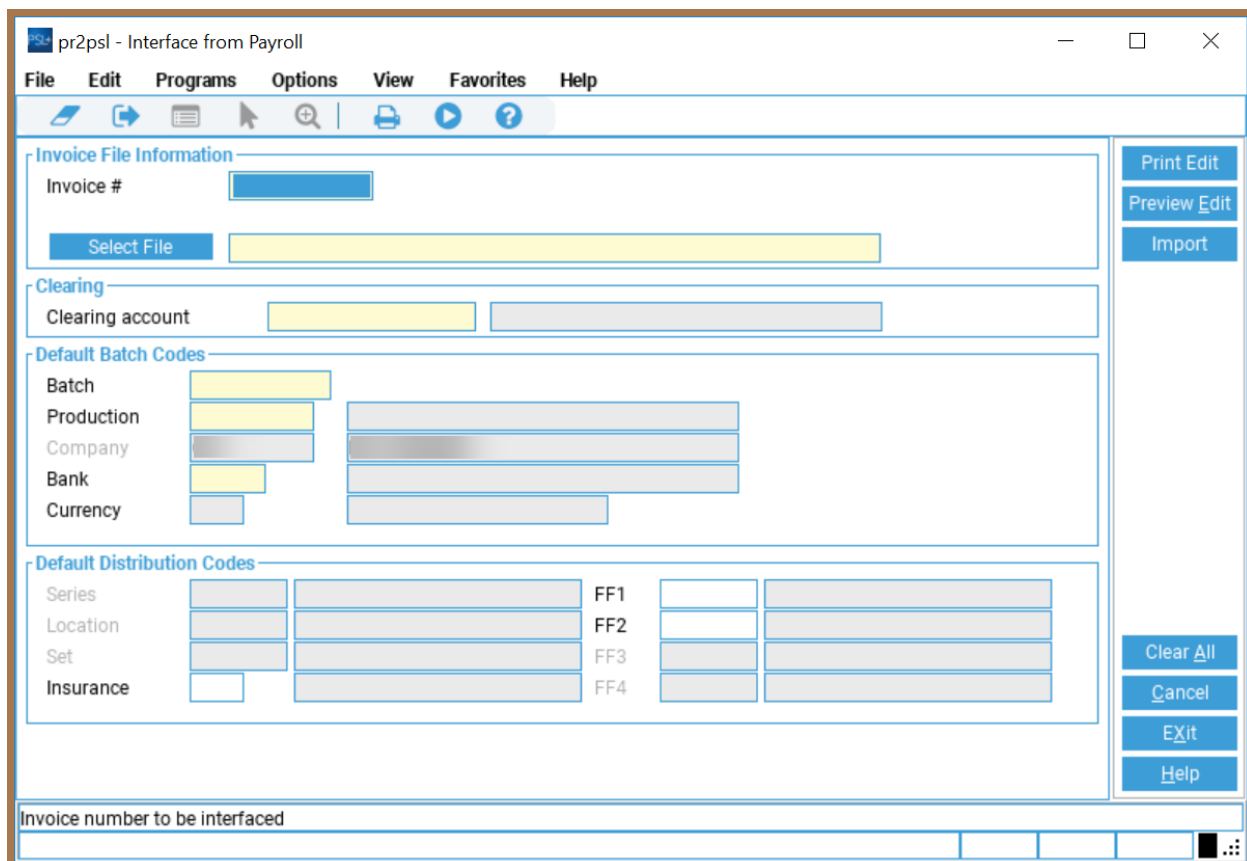 PSL+ pr2psl - Interface from Payroll
File Edit Programs Options View Favorites Help
Invoice File Information
Invoice #
Select File
Clearing
Clearing account
Default Batch Codes
Batch
Production
Company
Bank
Currency
Default Distribution Codes
Series
FF1
Location
FF2
Set
FF3
Insurance
FF4
Print Edit
Preview Edit
Import
Clear All
Cancel
EXit
Help
Invoice number to be interfaced